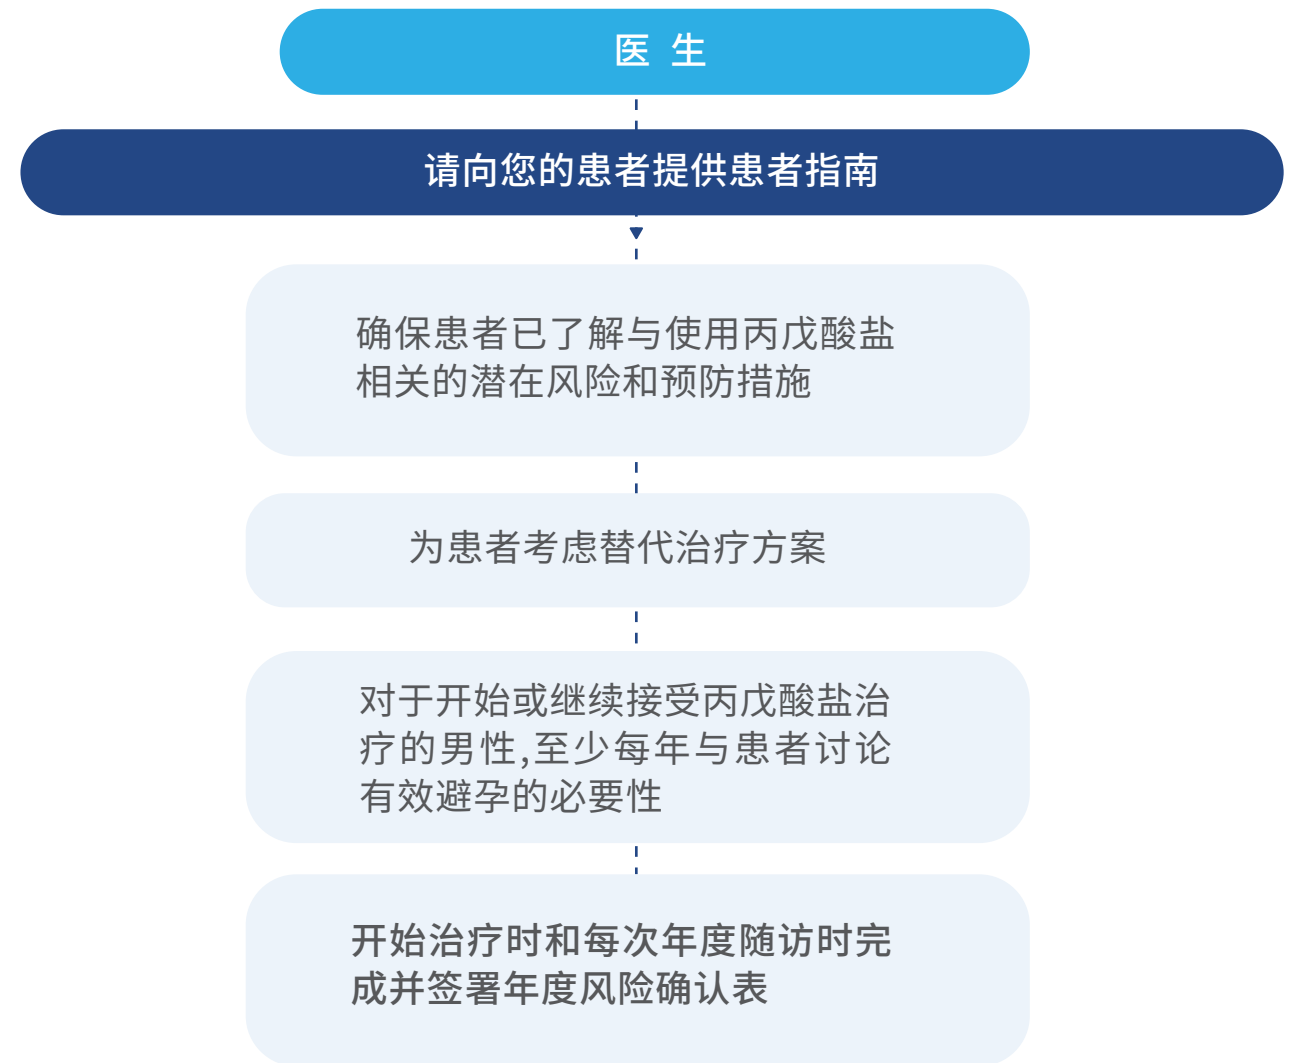 医 生
请向您的患者提供患者指南
确保患者已了解与使用丙戊酸盐
相关的潜在风险和预防措施
为患者考虑替代治疗方案
对于开始或继续接受丙戊酸盐治
疗的男性,至少每年与患者讨论
有效避孕的必要性
开始治疗时和每次年度随访时完
成并签署年度风险确认表